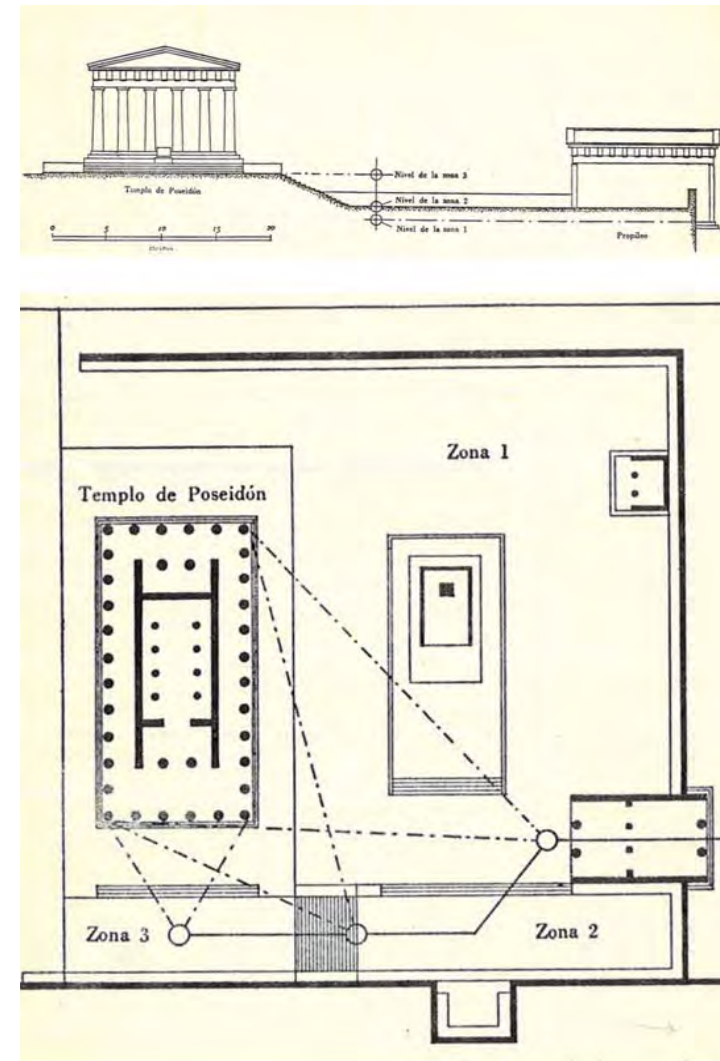 Nivel de la zona 3
Templo de Poseidón
Nivel de la zona 2
Nivel de la zona 1
Propileo
0 5 10 15 20
Zona 1
Templo de Poseidón
Zona 3
Zona 2